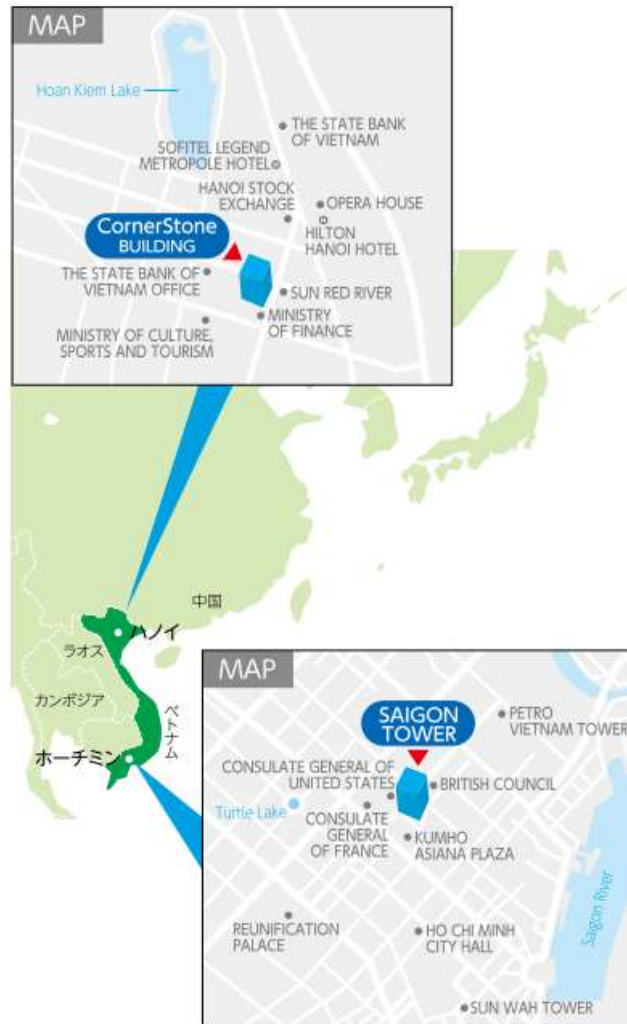 MAP
Hoan Kiem Lake
THE STATE BANK
OF VIETNAM
SOFITEL LEGEND
METROPOLE HOTEL
HANOI STOCK
EXCHANGE
OPERA HOUSE
HILTON
HANOI HOTEL
CornerStone
BUILDING
THE STATE BANK OF
VIETNAM OFFICE
SUN RED RIVER
MINISTRY
OF FINANCE
MINISTRY OF CULTURE,
SPORTS AND TOURISM
中国
ハノイ
ラオス
カンボジア
ベトナム
ホーチミン
MAP
SAIGON
TOWER
PETRO
VIETNAM TOWER
CONSULATE GENERAL OF
UNITED STATES
BRITISH COUNCIL
Turtle Lake
CONSULATE
GENERAL
OF FRANCE
KUMHO
ASIANA PLAZA
REUNIFICATION
PALACE
HO CHI MINH
CITY HALL
Saigon River
SUN WAH TOWER